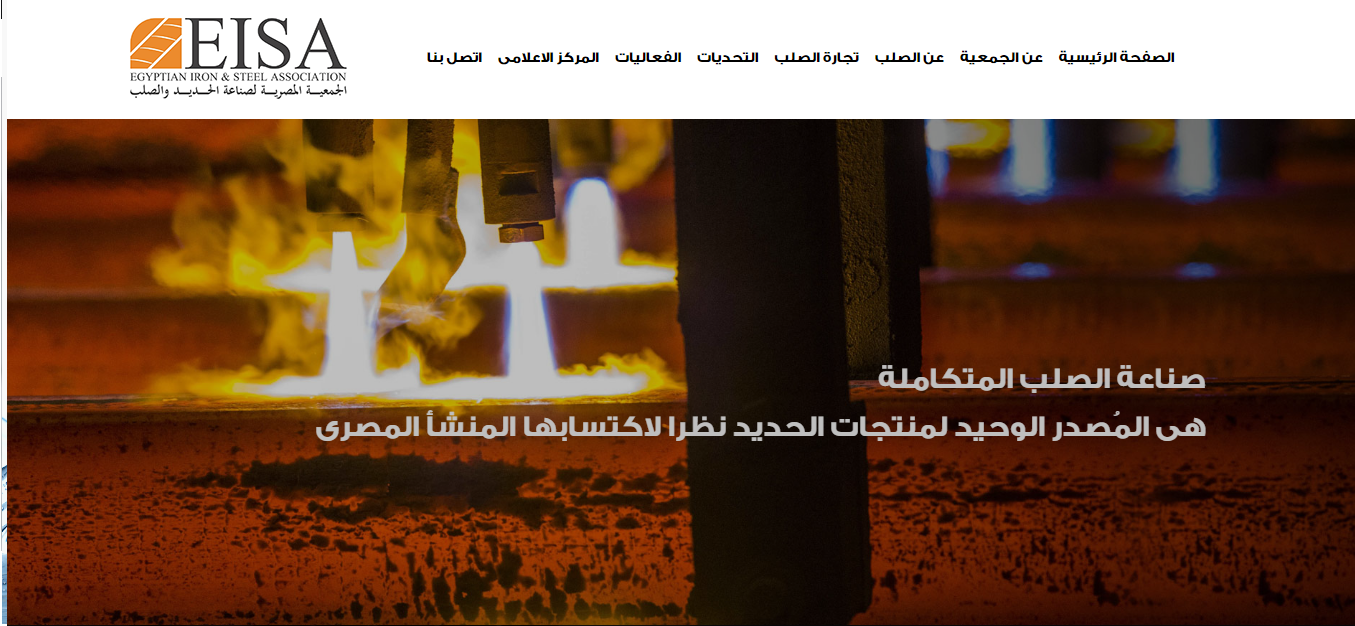 EISA
EGYPTIAN IRON & STEEL ASSOCIATION
الجمعية المصرية لصناعة الحديد والصلب
الصفحة الرئيسية عن الجمعية عن الصلب تجارة الصلب التحديات الفعاليات المركز الاعلامى اتصل بنا
صناعة الصلب المتكاملة
هى المُصدر الوحيد لمنتجات الحديد نظرا لاكتسابها المنشأ المصرى